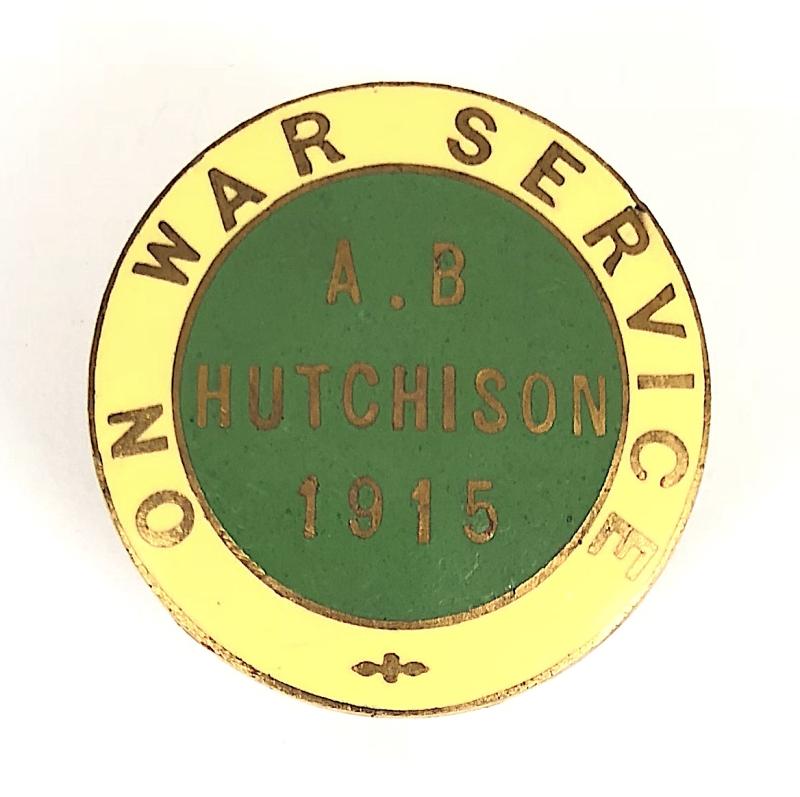 ON WAR SERVICE
A.B
HUTCHISON
1915